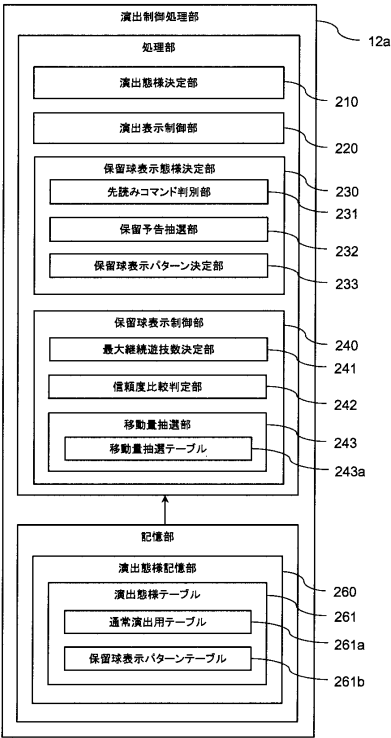 演出制御処理部
12a
処理部
演出態様決定部
210
演出表示制御部
220
保留球表示態様決定部
230
先読みコマンド判別部
231
保留予告抽選部
232
保留球表示パターン決定部
233
保留球表示制御部
240
最大継続遊技数決定部
241
信頼度比較判定部
242
移動量抽選部
243
移動量抽選テーブル
243a
記憶部
演出態様記憶部
260
演出態様テーブル
261
通常演出用テーブル
261a
保留球表示パターンテーブル
261b